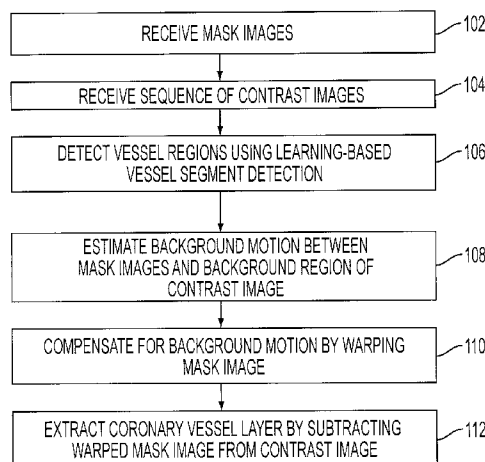 RECEIVE MASK IMAGES
102
RECEIVE SEQUENCE OF CONTRAST IMAGES
104
DETECT VESSEL REGIONS USING LEARNING-BASED
VESSEL SEGMENT DETECTION
106
ESTIMATE BACKGROUND MOTION BETWEEN
MASK IMAGES AND BACKGROUND REGION OF
CONTRAST IMAGE
108
COMPENSATE FOR BACKGROUND MOTION BY WARPING
MASK IMAGE
110
EXTRACT CORONARY VESSEL LAYER BY SUBTRACTING
WARPED MASK IMAGE FROM CONTRAST IMAGE
112